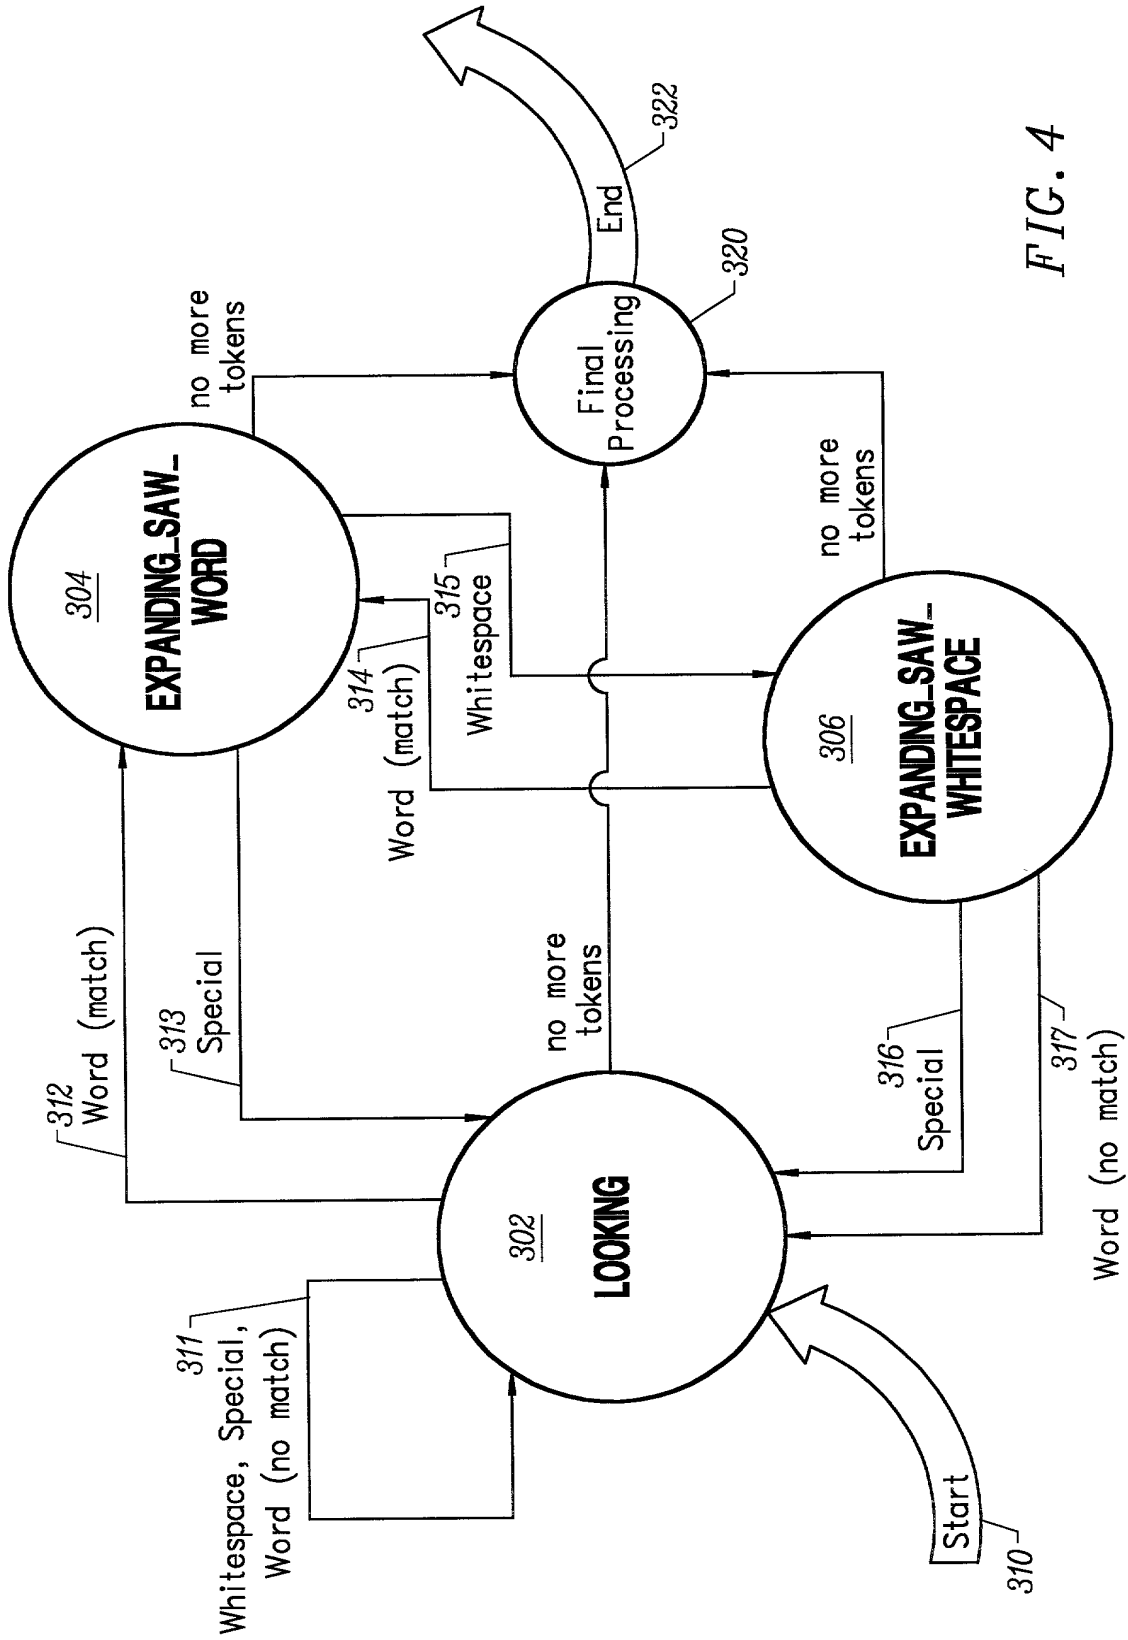 312
Word (match)
304
EXPANDING_SAW_
WORD
no more
tokens
311
Whitespace, Special,
Word (no match)
313
Special
314
Word (match)
315
Whitespace
302
LOOKING
no more
tokens
Final
Processing
320
End
322
Start
310
316
Special
317
Word (no match)
306
EXPANDING_SAW_
WHITESPACE
no more
tokens
FIG. 4